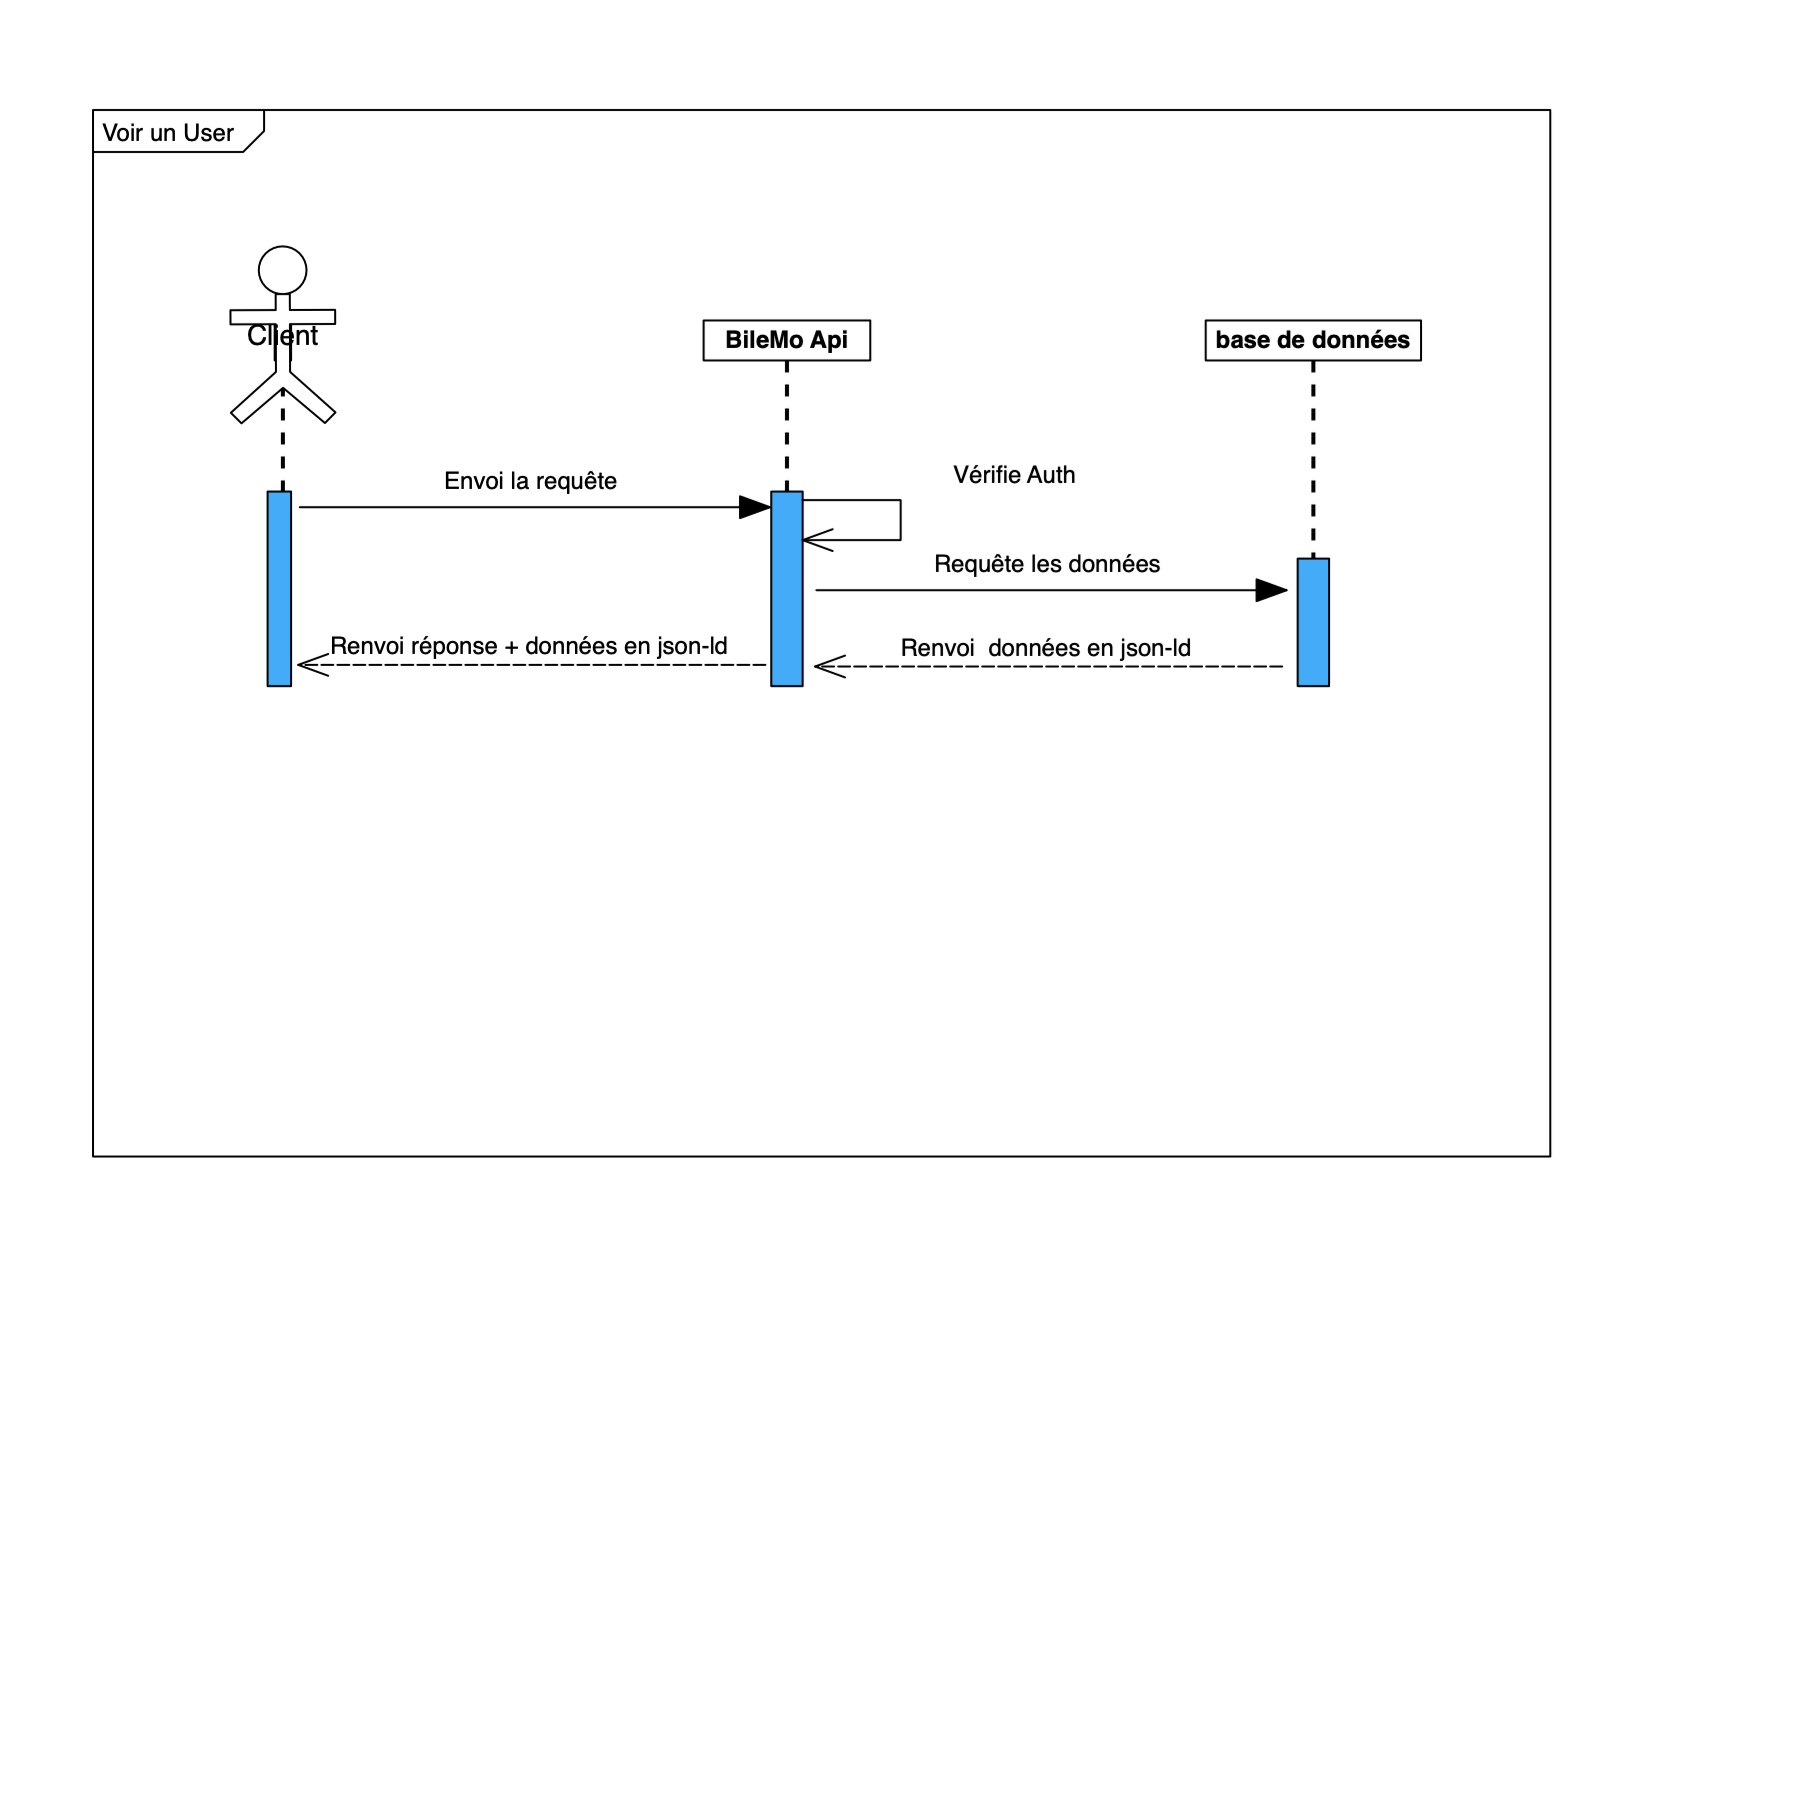 Voir un User
Client
BileMo Api
base de données
Envoi la requête
Vérifie Auth
Requête les données
Renvoi réponse + données en json-ld
Renvoi  données en json-ld